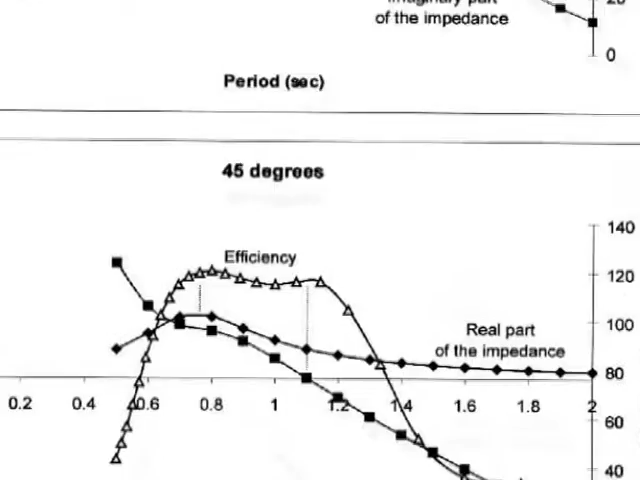 Imaginary part
of the impedance
20
0
Period (sec)
45 degrees
140
Efficiency
120
100
Real part
of the impedance
80
0.2 0.4 0.6 0.8 1 1.2 1.4 1.6 1.8 2
60
40